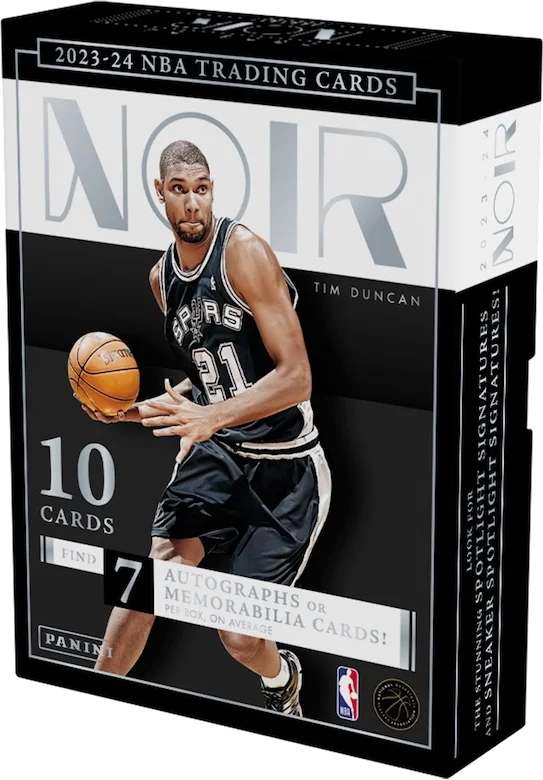 2023-24 NBA TRADING CARDS
NOIR
TIM DUNCAN
SPURS
21
10
CARDS
FIND 7 AUTOGRAPHS OR
MEMORABILIA CARDS!
PER BOX, ON AVERAGE
PANINI
NBA
2023-24
NOIR
LOOK FOR
THE STUNNING SPOTLIGHT SIGNATURES
AND SNEAKER SPOTLIGHT SIGNATURES!